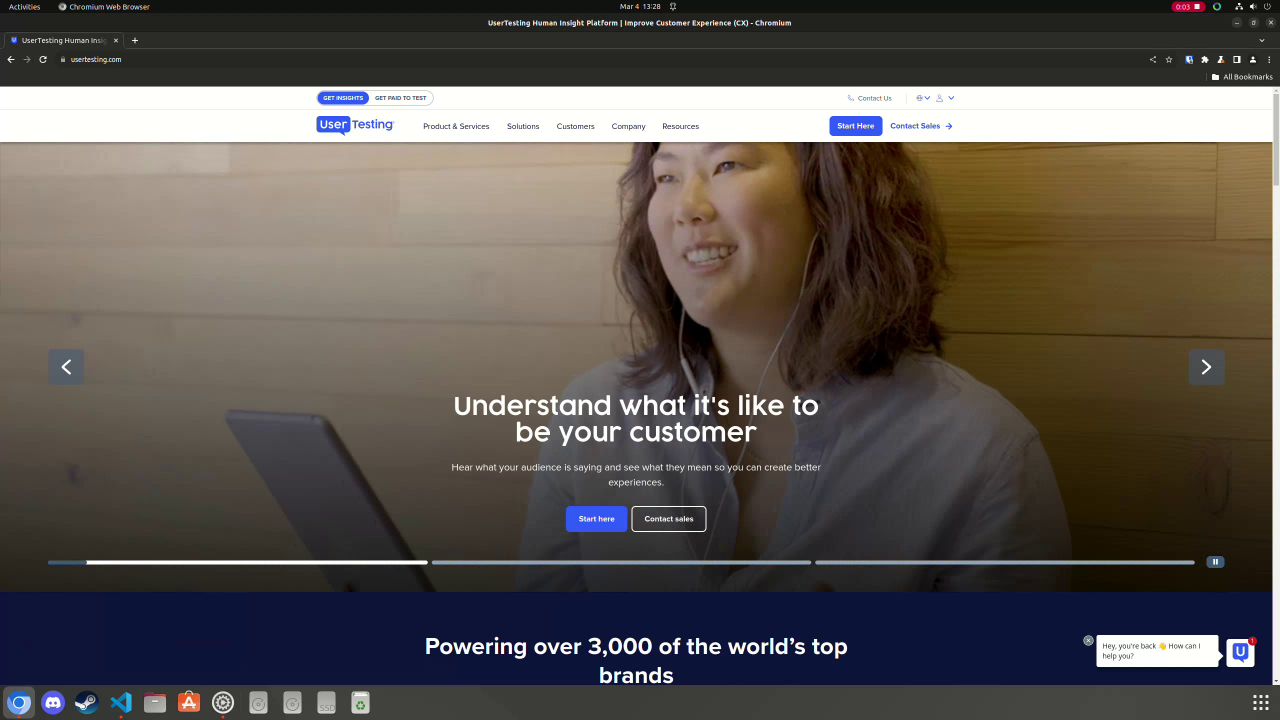 Activities
Chromium Web Browser
Mar 4 13:28
0:03
UserTesting Human Insight Platform | Improve Customer Experience (CX) - Chromium
UserTesting Human Insig
usertesting.com
All Bookmarks
GET INSIGHTS
GET PAID TO TEST
Contact Us
User Testing
Product & Services
Solutions
Customers
Company
Resources
Start Here
Contact Sales
Understand what it's like to
be your customer
Hear what your audience is saying and see what they mean so you can create better
experiences.
Start here
Contact sales
Powering over 3,000 of the world’s top
brands
Hey, you're back 👋 How can I
help you?
1
SSD